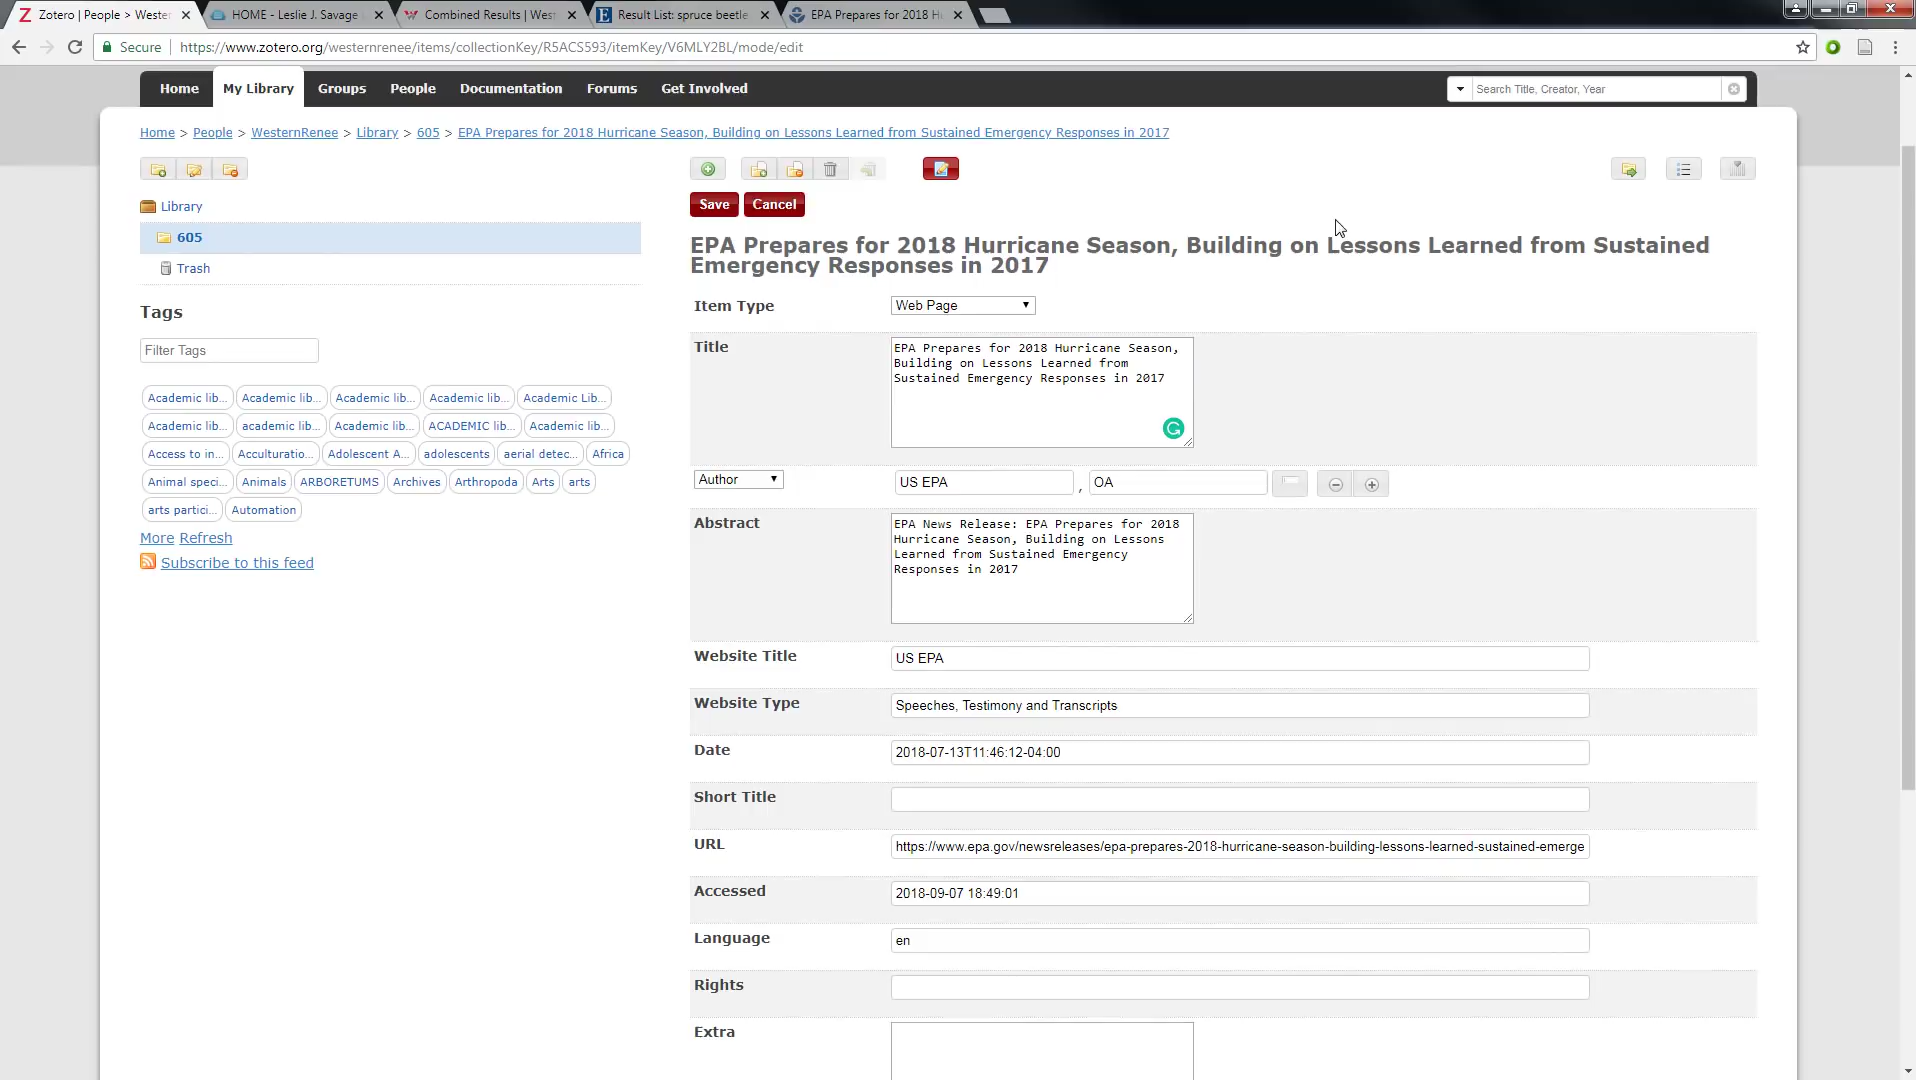 Zotero | People > Wester
HOME - Leslie J. Savage
Combined Results | West
Result List: spruce beetle
EPA Prepares for 2018 H
Secure
https://www.zotero.org/westernrenee/items/collectionKey/R5ACS593/itemKey/V6MLY2BL/mode/edit
Home
My Library
Groups
People
Documentation
Forums
Get Involved
Search Title, Creator, Year
Home > People > WesternRenee > Library > 605 > EPA Prepares for 2018 Hurricane Season, Building on Lessons Learned from Sustained Emergency Responses in 2017
Library
605
Trash
Tags
Filter Tags
Academic lib... Academic lib... Academic lib... Academic lib... Academic Lib...
Academic lib... academic lib... Academic lib... ACADEMIC lib... Academic lib...
Access to in... Acculturatio... Adolescent A... adolescents aerial detec... Africa
Animal speci... Animals ARBORETUMS Archives Arthropoda Arts arts
arts partici... Automation
More Refresh
Subscribe to this feed
Save Cancel
EPA Prepares for 2018 Hurricane Season, Building on Lessons Learned from Sustained
Emergency Responses in 2017
Item Type Web Page
Title
EPA Prepares for 2018 Hurricane Season,
Building on Lessons Learned from
Sustained Emergency Responses in 2017
Author US EPA , OA
Abstract
EPA News Release: EPA Prepares for 2018
Hurricane Season, Building on Lessons
Learned from Sustained Emergency
Responses in 2017
Website Title US EPA
Website Type Speeches, Testimony and Transcripts
Date 2018-07-13T11:46:12-04:00
Short Title
URL https://www.epa.gov/newsreleases/epa-prepares-2018-hurricane-season-building-lessons-learned-sustained-emerge
Accessed 2018-09-07 18:49:01
Language en
Rights
Extra